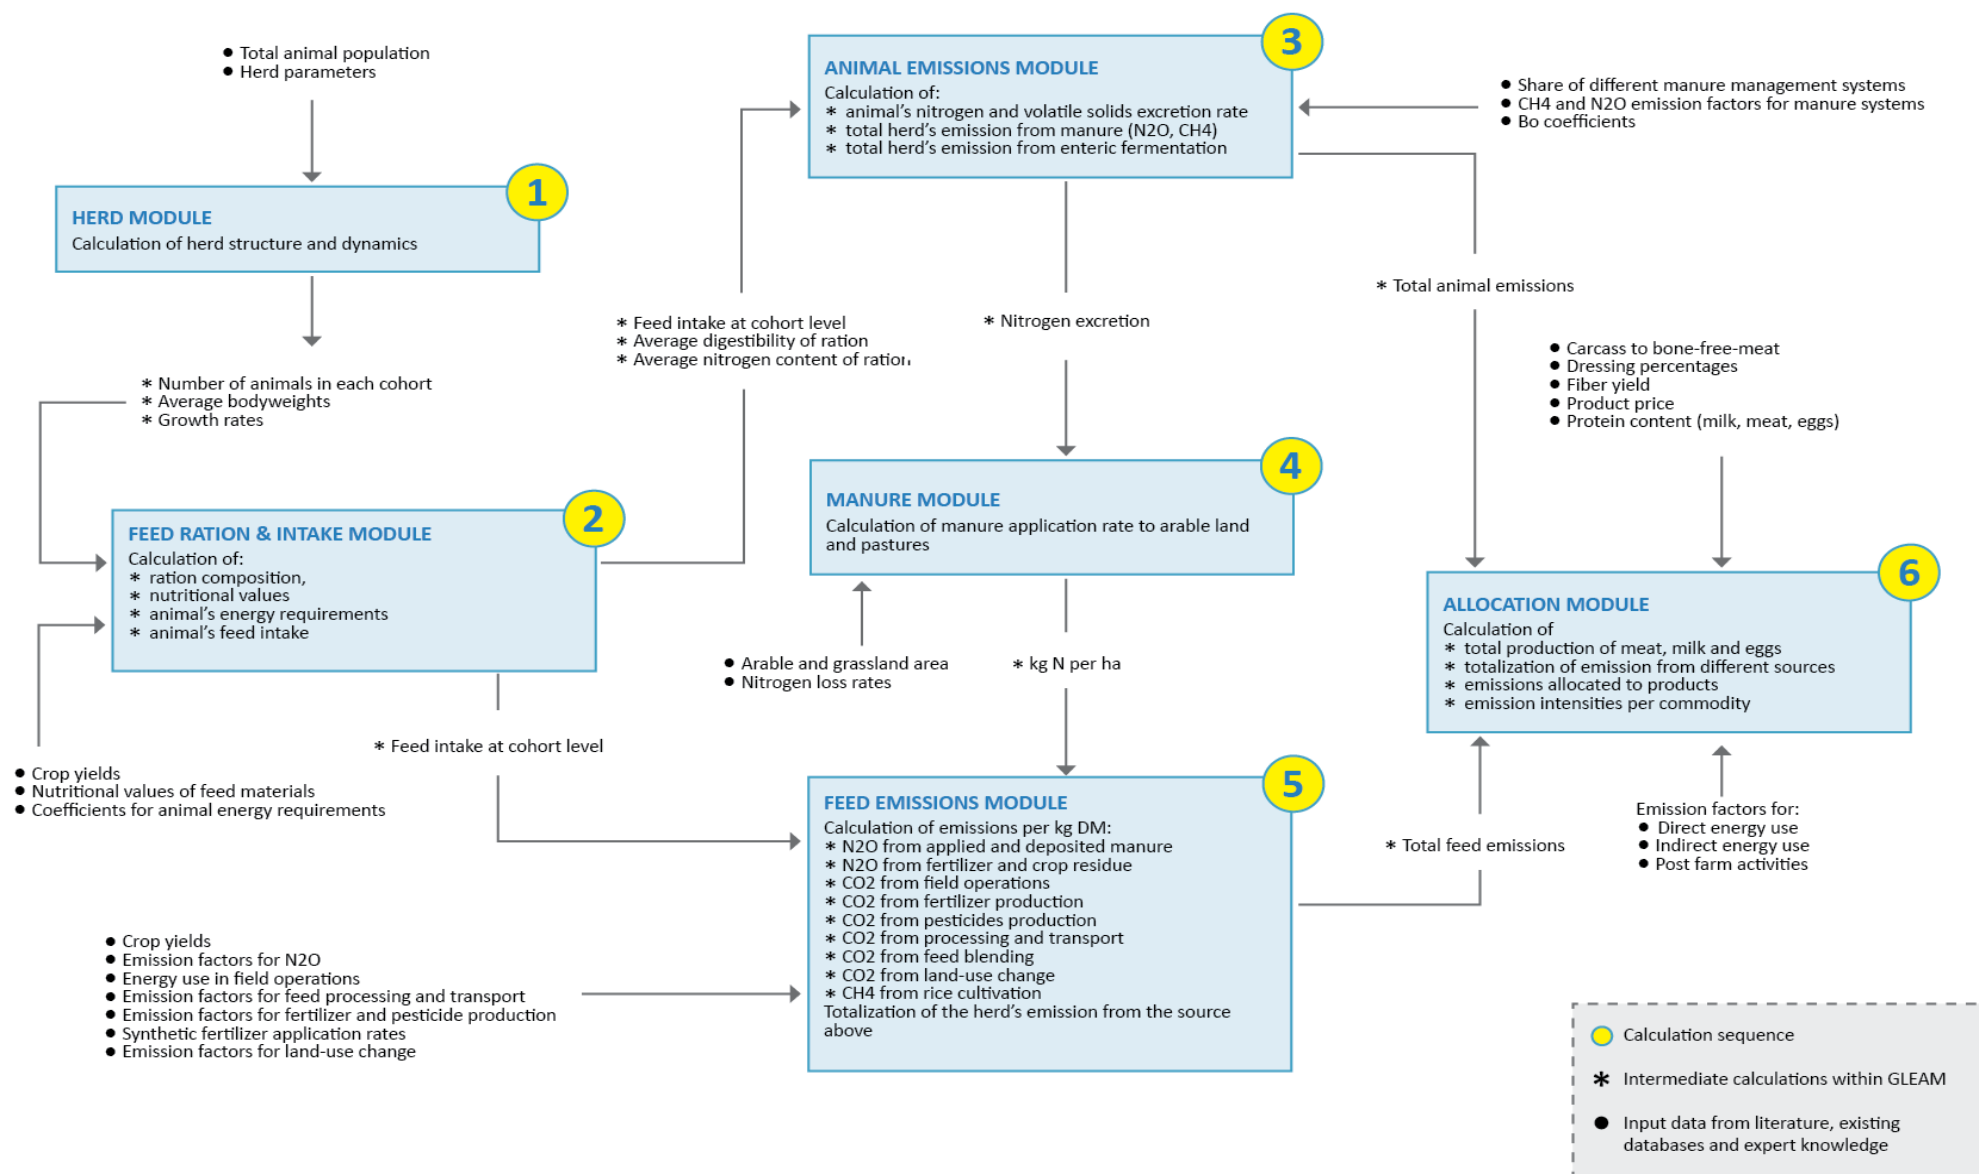 ● Total animal population
● Herd parameters
1
HERD MODULE
Calculation of herd structure and dynamics
* Number of animals in each cohort
* Average bodyweights
* Growth rates
2
FEED RATION & INTAKE MODULE
Calculation of:
* ration composition,
* nutritional values
* animal's energy requirements
* animal's feed intake
● Crop yields
● Nutritional values of feed materials
● Coefficients for animal energy requirements
* Feed intake at cohort level
* Feed intake at cohort level
* Average digestibility of ration
* Average nitrogen content of ration
3
ANIMAL EMISSIONS MODULE
Calculation of:
* animal's nitrogen and volatile solids excretion rate
* total herd's emission from manure (N2O, CH4)
* total herd's emission from enteric fermentation
● Share of different manure management systems
● CH4 and N2O emission factors for manure systems
● Bo coefficients
* Nitrogen excretion
* Total animal emissions
4
MANURE MODULE
Calculation of manure application rate to arable land
and pastures
● Arable and grassland area
● Nitrogen loss rates
* kg N per ha
5
FEED EMISSIONS MODULE
Calculation of emissions per kg DM:
* N2O from applied and deposited manure
* N2O from fertilizer and crop residue
* CO2 from field operations
* CO2 from fertilizer production
* CO2 from pesticides production
* CO2 from processing and transport
* CO2 from feed blending
* CO2 from land-use change
* CH4 from rice cultivation
Totalization of the herd's emission from the source
above
● Crop yields
● Emission factors for N2O
● Energy use in field operations
● Emission factors for feed processing and transport
● Emission factors for fertilizer and pesticide production
● Synthetic fertilizer application rates
● Emission factors for land-use change
* Total feed emissions
● Carcass to bone-free-meat
● Dressing percentages
● Fiber yield
● Product price
● Protein content (milk, meat, eggs)
6
ALLOCATION MODULE
Calculation of
* total production of meat, milk and eggs
* totalization of emission from different sources
* emissions allocated to products
* emission intensities per commodity
Emission factors for:
● Direct energy use
● Indirect energy use
● Post farm activities
Calculation sequence
* Intermediate calculations within GLEAM
● Input data from literature, existing
databases and expert knowledge